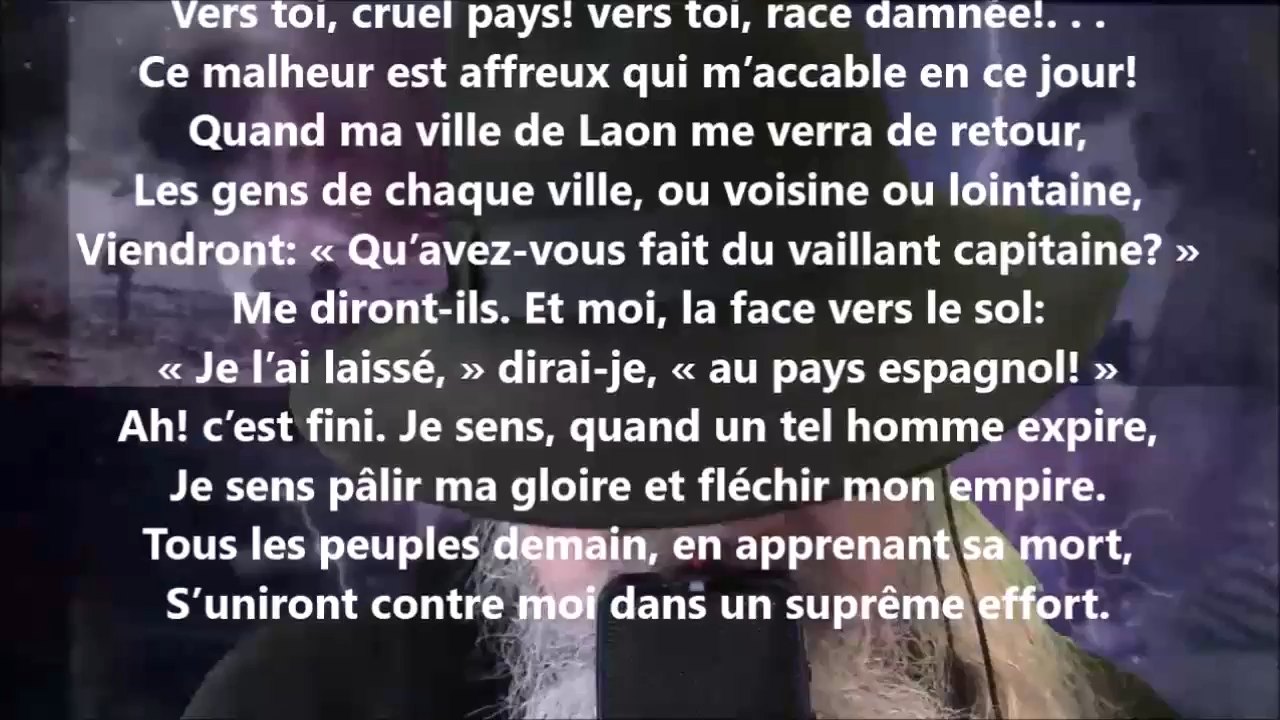 Vers toi, cruel pays! vers toi, race damnée!. . .
Ce malheur est affreux qui m’accable en ce jour!
Quand ma ville de Laon me verra de retour,
Les gens de chaque ville, ou voisine ou lointaine,
Viendront: « Qu’avez-vous fait du vaillant capitaine? »
Me diront-ils. Et moi, la face vers le sol:
« Je l’ai laissé, » dirai-je, « au pays espagnol! »
Ah! c’est fini. Je sens, quand un tel homme expire,
Je sens pâlir ma gloire et fléchir mon empire.
Tous les peuples demain, en apprenant sa mort,
S’uniront contre moi dans un suprême effort.